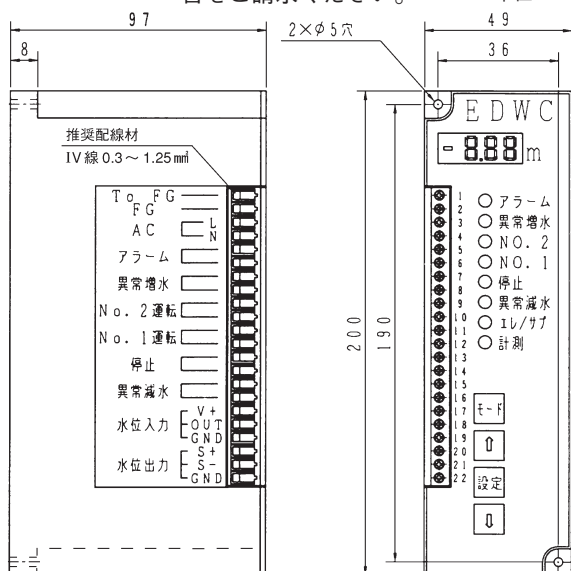 書をご請求ください。
97
8
推奨配線材
IV線0.3～1.25㎟
To FG
FG
AC
L
N
アラーム
異常増水
No.2運転
No.1運転
停止
異常減水
水位入力
V+
OUT
GND
水位出力
S+
S-
GND
2×φ5穴
49
36
200
190
EDWC
-8.88m
1
2
3
4
5
6
7
8
9
10
11
12
13
14
15
16
17
18
19
20
21
22
アラーム
異常増水
NO.2
NO.1
停止
異常減水
エレ/サブ
計測
モード
⇧
設定
⇩